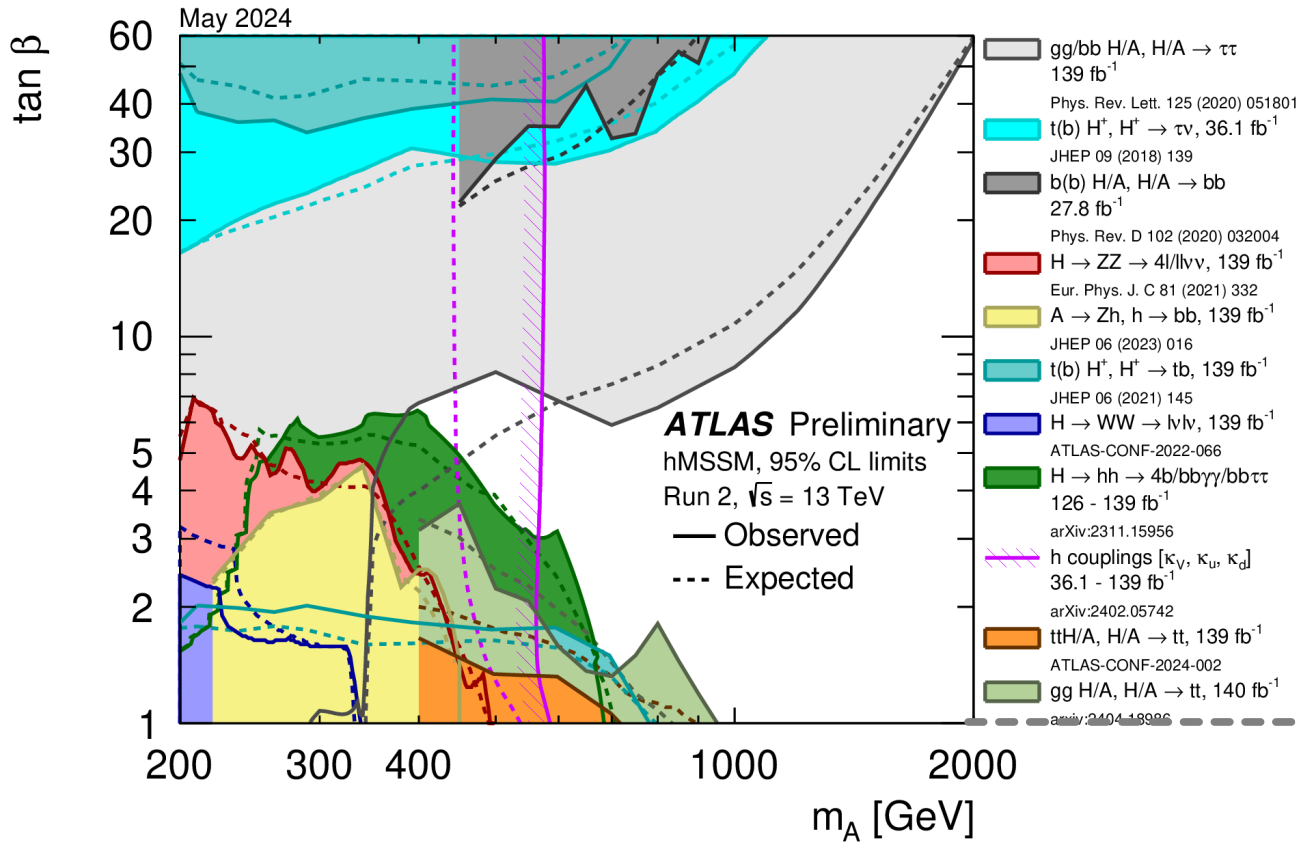 May 2024
tan β
60
40
30
20
10
5
4
3
2
1
200
300
400
1000
2000
m_A [GeV]
ATLAS Preliminary
hMSSM, 95% CL limits
Run 2, √s = 13 TeV
Observed
Expected
gg/bb H/A, H/A → ττ
139 fb⁻¹
Phys. Rev. Lett. 125 (2020) 051801
t(b) H⁺, H⁺ → τν, 36.1 fb⁻¹
JHEP 09 (2018) 139
b(b) H/A, H/A → bb
27.8 fb⁻¹
Phys. Rev. D 102 (2020) 032004
H → ZZ → 4l/llνν, 139 fb⁻¹
Eur. Phys. J. C 81 (2021) 332
A → Zh, h → bb, 139 fb⁻¹
JHEP 06 (2023) 016
t(b) H⁺, H⁺ → tb, 139 fb⁻¹
JHEP 06 (2021) 145
H → WW → lνlν, 139 fb⁻¹
ATLAS-CONF-2022-066
H → hh → 4b/bbγγ/bbττ
126 - 139 fb⁻¹
arXiv:2311.15956
h couplings [κ_V, κ_u, κ_d]
36.1 - 139 fb⁻¹
arXiv:2402.05742
ttH/A, H/A → tt, 139 fb⁻¹
ATLAS-CONF-2024-002
gg H/A, H/A → tt, 140 fb⁻¹
arxiv:2404.18986